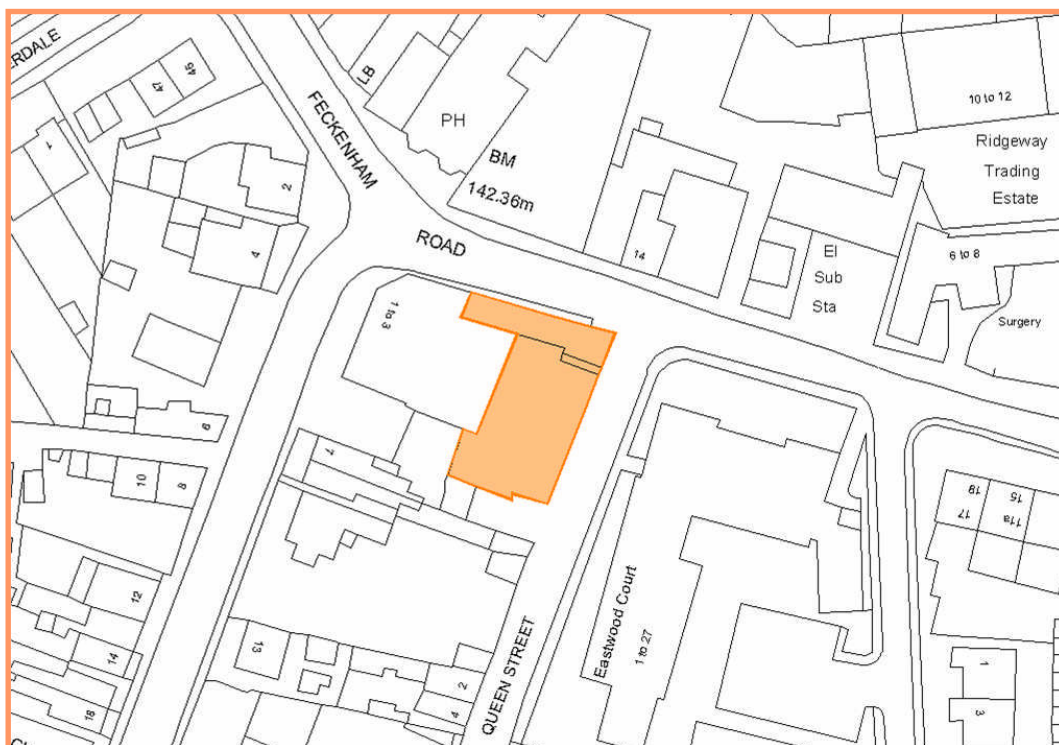 ERDALE
45
47
LB
FECKENHAM
PH
BM
142.36m
ROAD
10 to 12
Ridgeway
Trading
Estate
1
2
4
14
El
Sub
Sta
6 to 8
Surgery
1 to 3
6
7
10
8
12
14
13
2
4
QUEEN STREET
Eastwood Court
1 to 27
18
17
15
11a
1
3